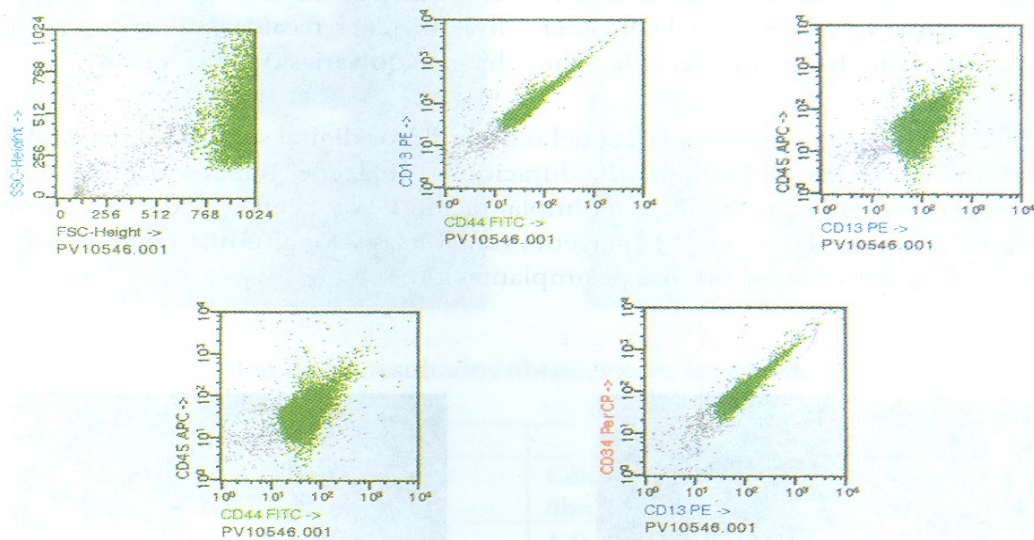 SSC-Height ->
1024
768
512
256
0
0 256 512 768 1024
FSC-Height ->
PV10546.001
CD13 PE ->
10⁴
10³
10²
10¹
10⁰
10⁰ 10¹ 10² 10³ 10⁴
CD44 FITC ->
PV10546.001
CD45 APC ->
10⁴
10³
10²
10¹
10⁰
10⁰ 10¹ 10² 10³ 10⁴
CD13 PE ->
PV10546.001
CD45 APC ->
10⁴
10³
10²
10¹
10⁰
10⁰ 10¹ 10² 10³ 10⁴
CD44 FITC ->
PV10546.001
CD34 PerCP ->
10⁴
10³
10²
10¹
10⁰
10⁰ 10¹ 10² 10³ 10⁴
CD13 PE ->
PV10546.001